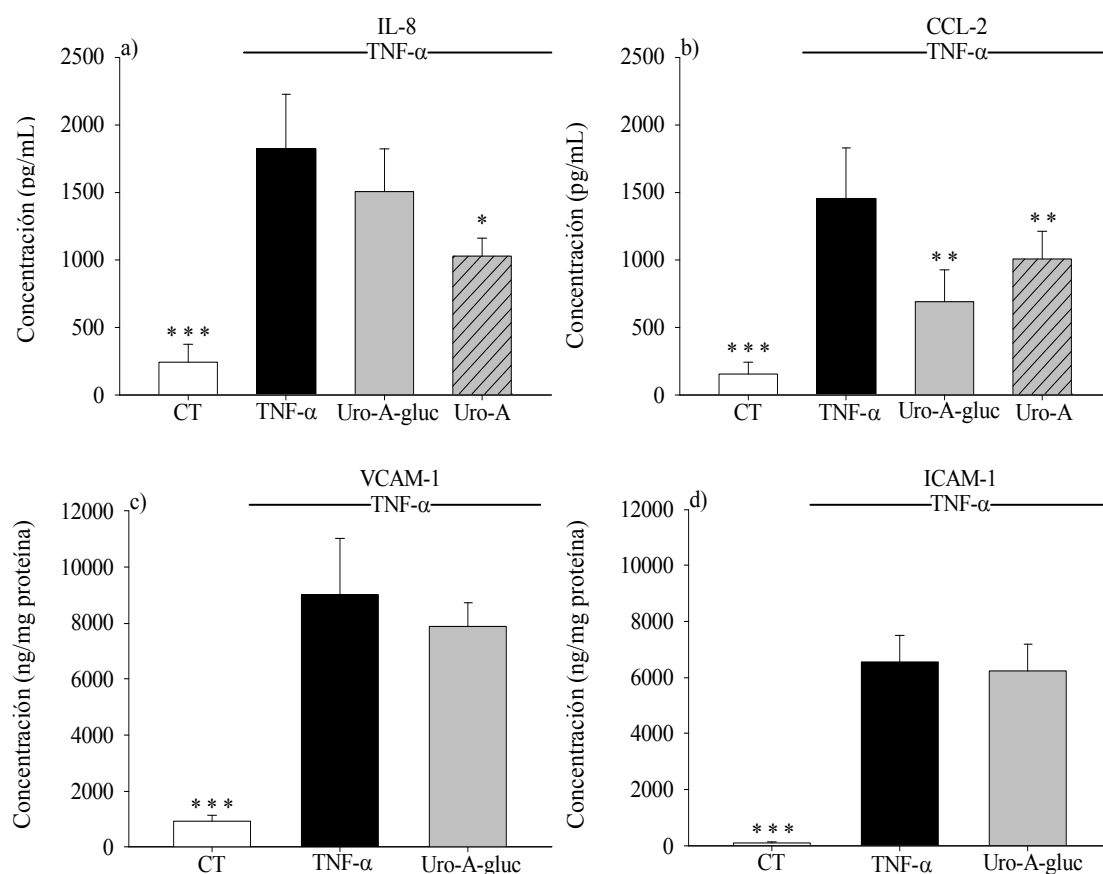 IL-8
a) TNF-α
2500
2000
1500
1000
500
0
Concentración (pg/mL)
***
*
CT TNF-α Uro-A-gluc Uro-A
CCL-2
b) TNF-α
2500
2000
1500
1000
500
0
Concentración (pg/mL)
***
**
**
CT TNF-α Uro-A-gluc Uro-A
VCAM-1
c) TNF-α
12000
10000
8000
6000
4000
2000
0
Concentración (ng/mg proteína)
***
CT TNF-α Uro-A-gluc
ICAM-1
d) TNF-α
12000
10000
8000
6000
4000
2000
0
Concentración (ng/mg proteína)
***
CT TNF-α Uro-A-gluc